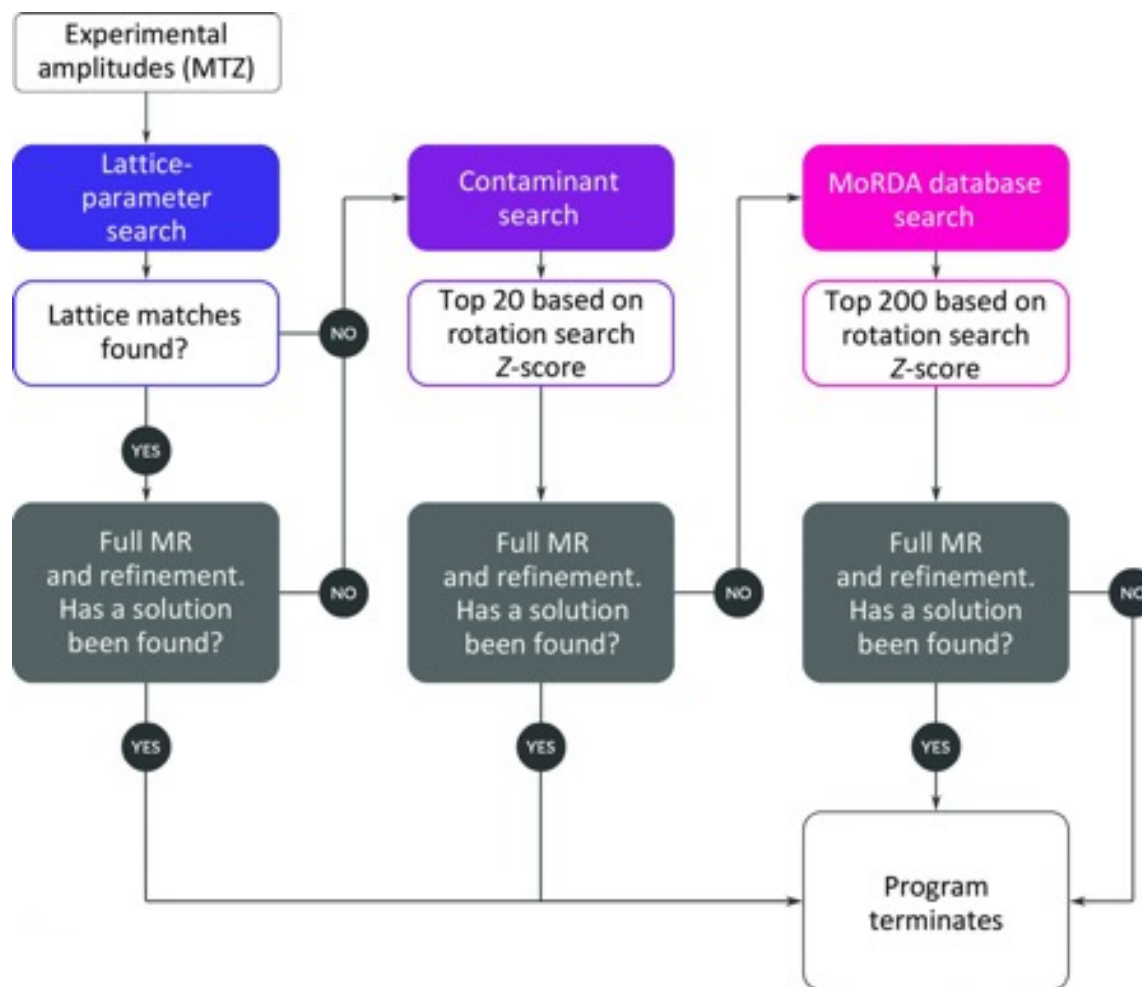 Experimental
amplitudes (MTZ)
Lattice-
parameter
search
Contaminant
search
MoRDA database
search
Lattice matches
found?
NO
Top 20 based on
rotation search
Z-score
Top 200 based on
rotation search
Z-score
YES
Full MR
and refinement.
Has a solution
been found?
NO
Full MR
and refinement.
Has a solution
been found?
NO
Full MR
and refinement.
Has a solution
been found?
NO
YES
YES
YES
Program
terminates